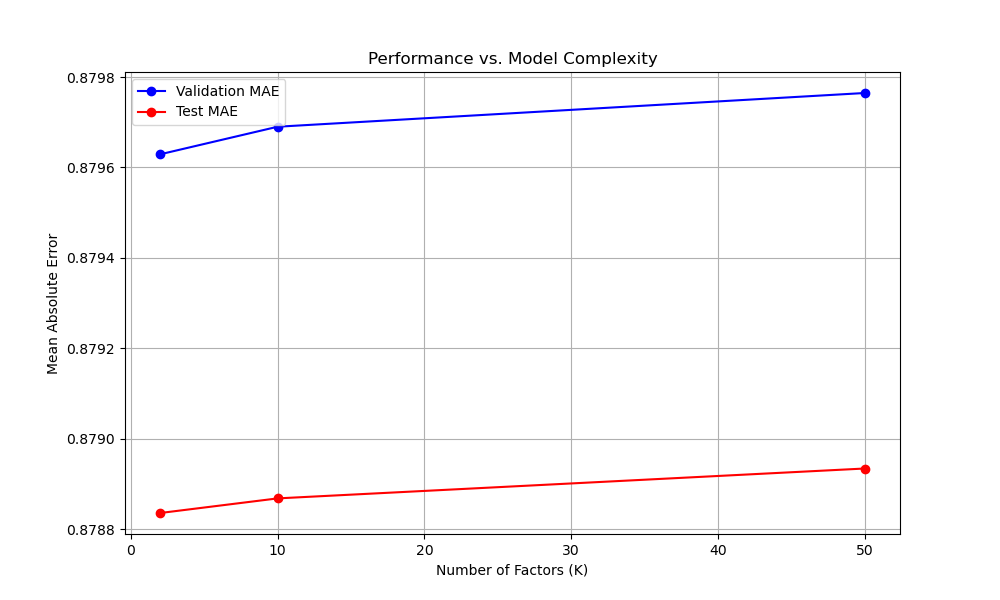 Performance vs. Model Complexity
Validation MAE
Test MAE
0.8798
0.8796
0.8794
0.8792
0.8790
0.8788
Mean Absolute Error
0 10 20 30 40 50
Number of Factors (K)